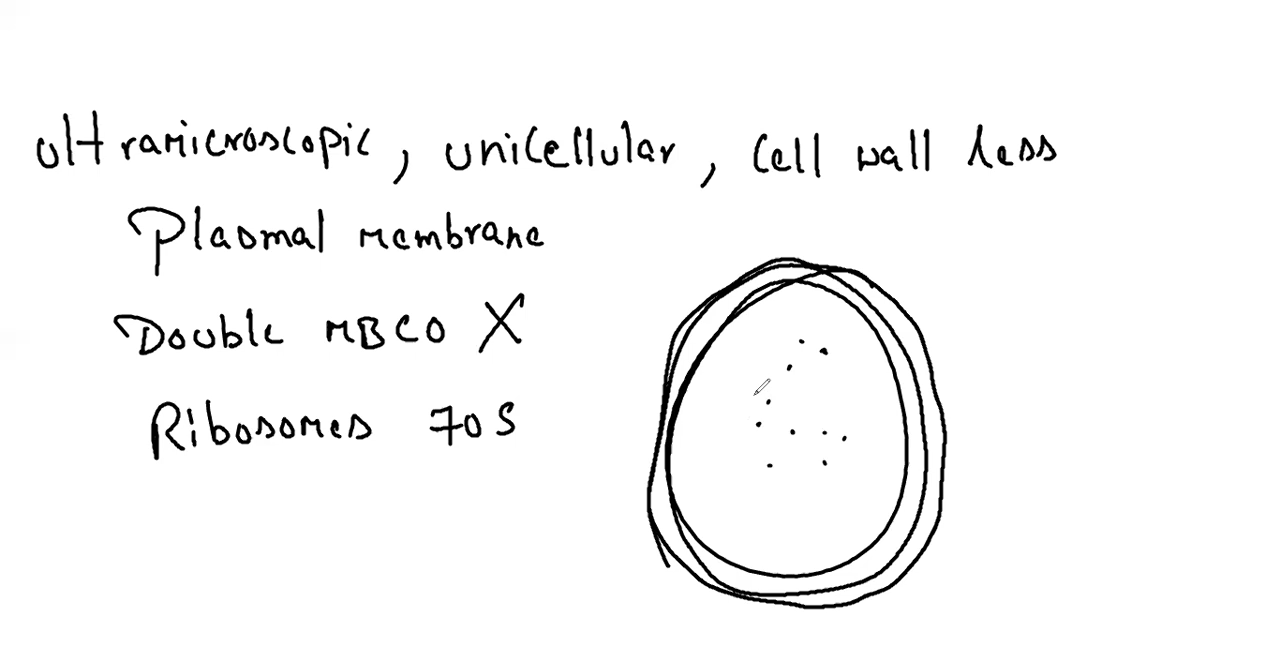 ultramicroscopic, unicellular, cell wall less
Plasmal membrane
Double MBCO X
Ribosomes 70S